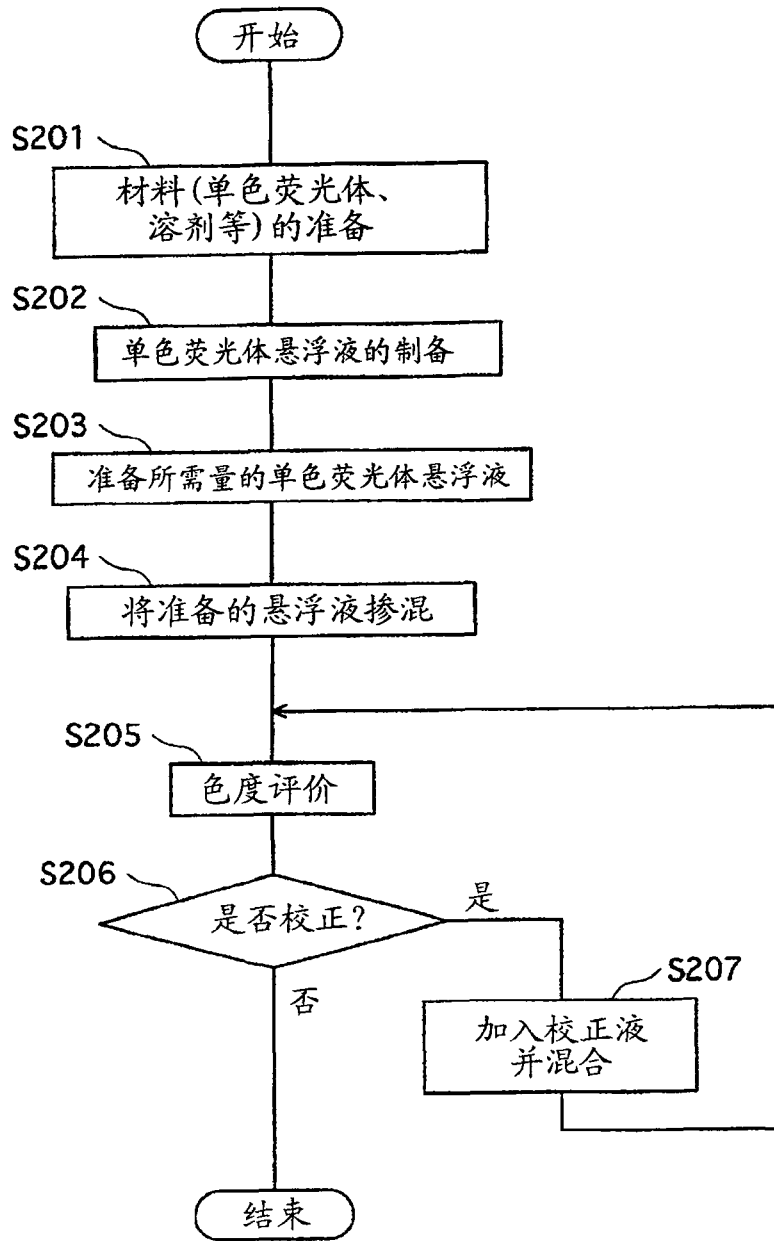 开始
S201
材料(单色荧光体、
溶剂等)的准备
S202
单色荧光体悬浮液的制备
S203
准备所需量的单色荧光体悬浮液
S204
将准备的悬浮液掺混
S205
色度评价
S206
是否校正?
是
否
S207
加入校正液
并混合
结束